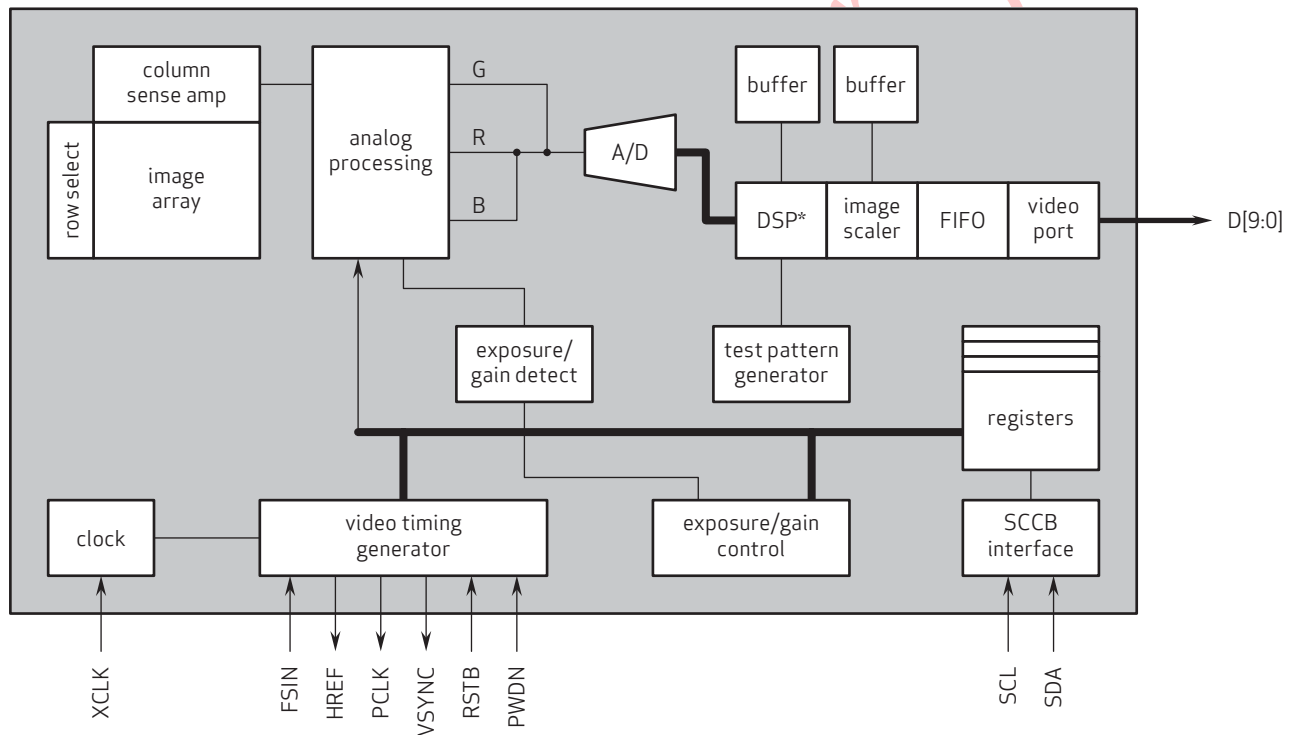 column
sense amp
row select
image
array
analog
processing
G
R
B
A/D
buffer
buffer
DSP*
image
scaler
FIFO
video
port
D[9:0]
exposure/
gain detect
test pattern
generator
registers
clock
video timing
generator
exposure/gain
control
SCCB
interface
XCLK
FSIN
HREF
PCLK
VSYNC
RSTB
PWDN
SCL
SDA